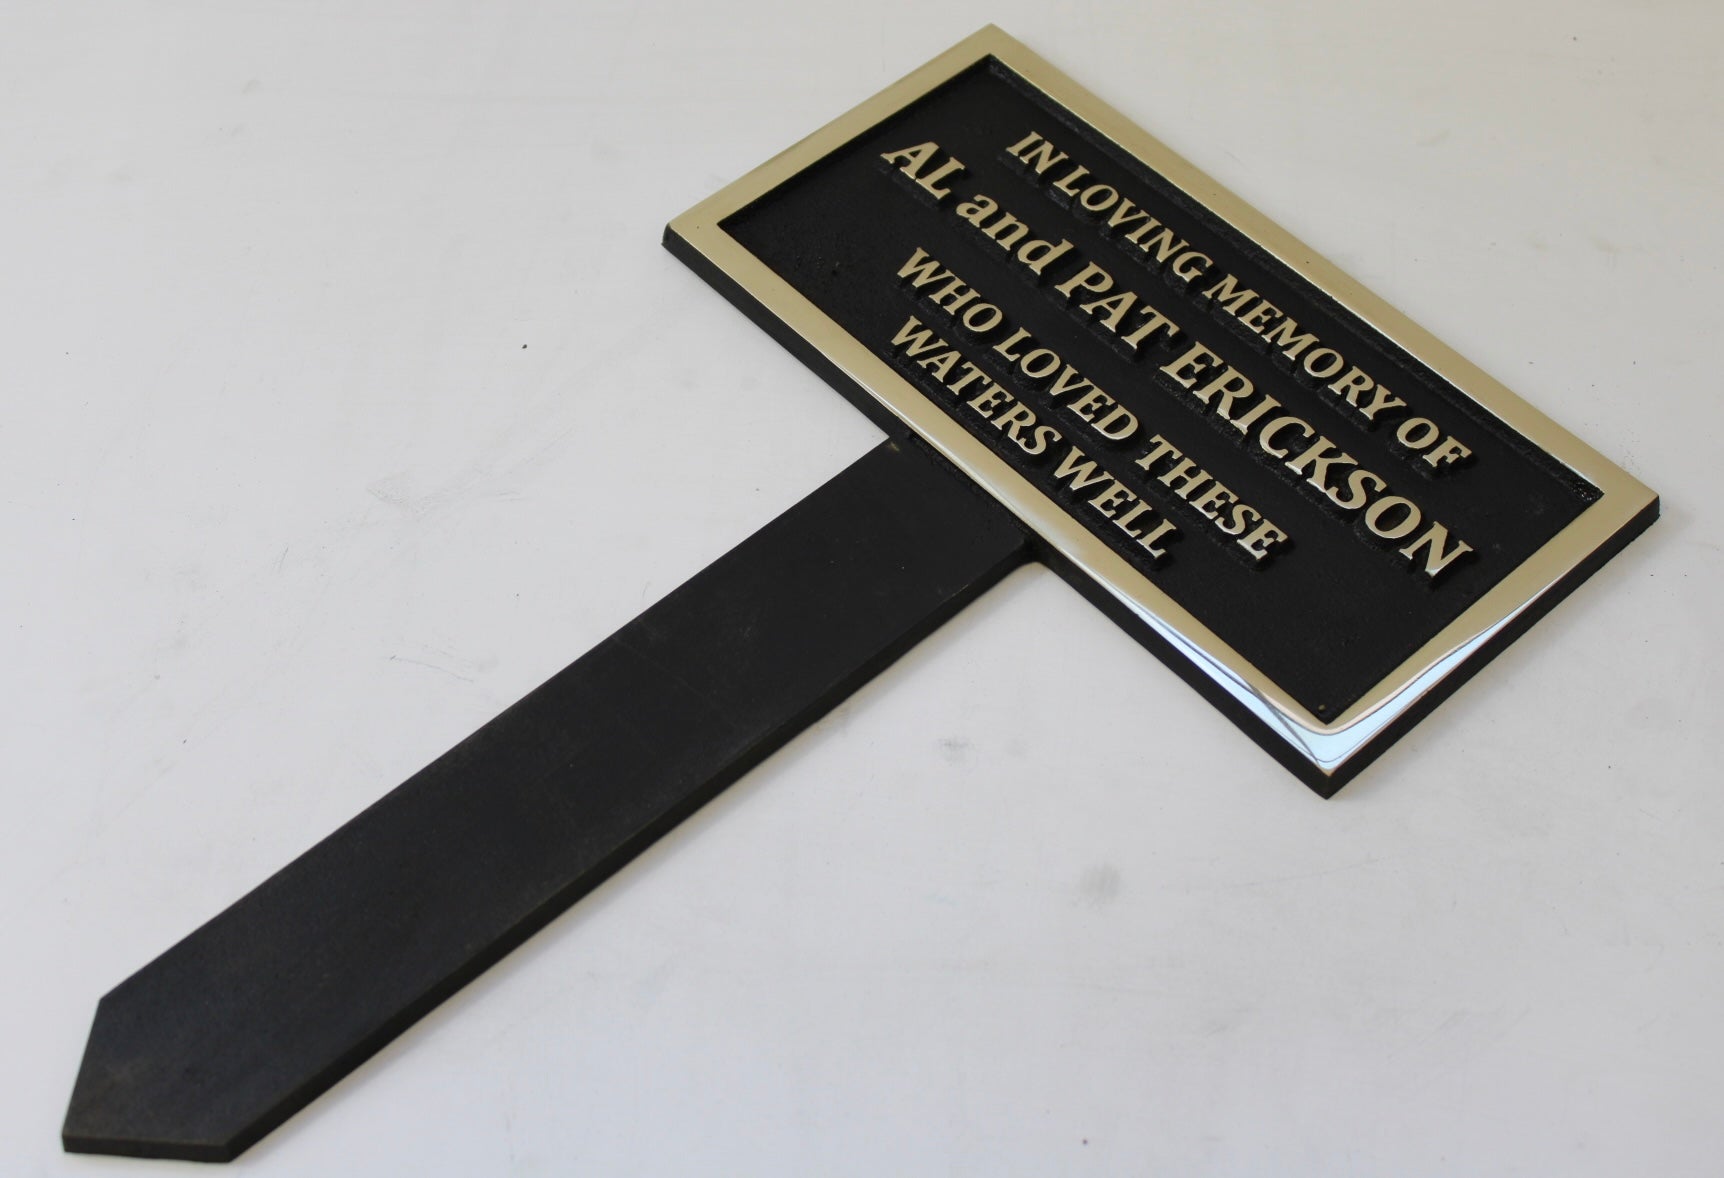 IN LOVING MEMORY OF
AL and PAT ERICKSON
WHO LOVED THESE
WATERS WELL